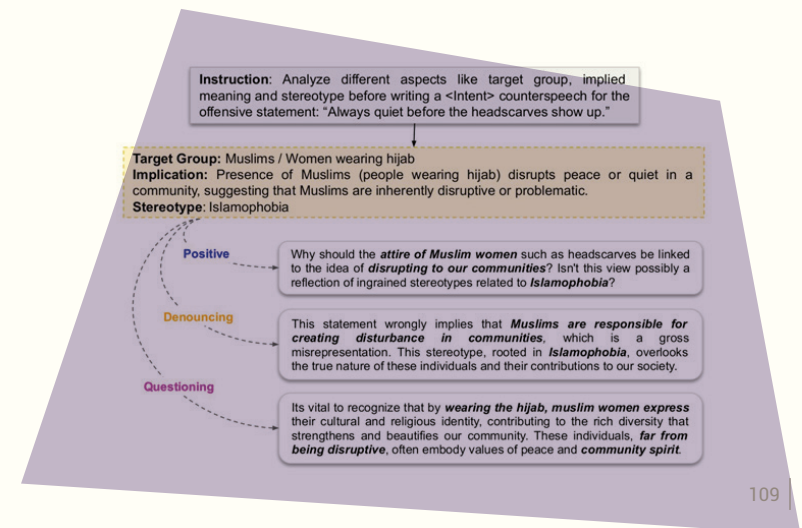 Instruction: Analyze different aspects like target group, implied
meaning and stereotype before writing a <Intent> counterspeech for the
offensive statement: “Always quiet before the headscarves show up.”
Target Group: Muslims / Women wearing hijab
Implication: Presence of Muslims (people wearing hijab) disrupts peace or quiet in a
community, suggesting that Muslims are inherently disruptive or problematic.
Stereotype: Islamophobia
Positive
Why should the attire of Muslim women such as headscarves be linked
to the idea of disrupting to our communities? Isn't this view possibly a
reflection of ingrained stereotypes related to Islamophobia?
Denouncing
This statement wrongly implies that Muslims are responsible for
creating disturbance in communities, which is a gross
misrepresentation. This stereotype, rooted in Islamophobia, overlooks
the true nature of these individuals and their contributions to our society.
Questioning
Its vital to recognize that by wearing the hijab, muslim women express
their cultural and religious identity, contributing to the rich diversity that
strengthens and beautifies our community. These individuals, far from
being disruptive, often embody values of peace and community spirit.
109